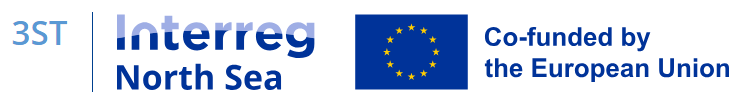 3ST
Interreg
North Sea
Co-funded by
the European Union